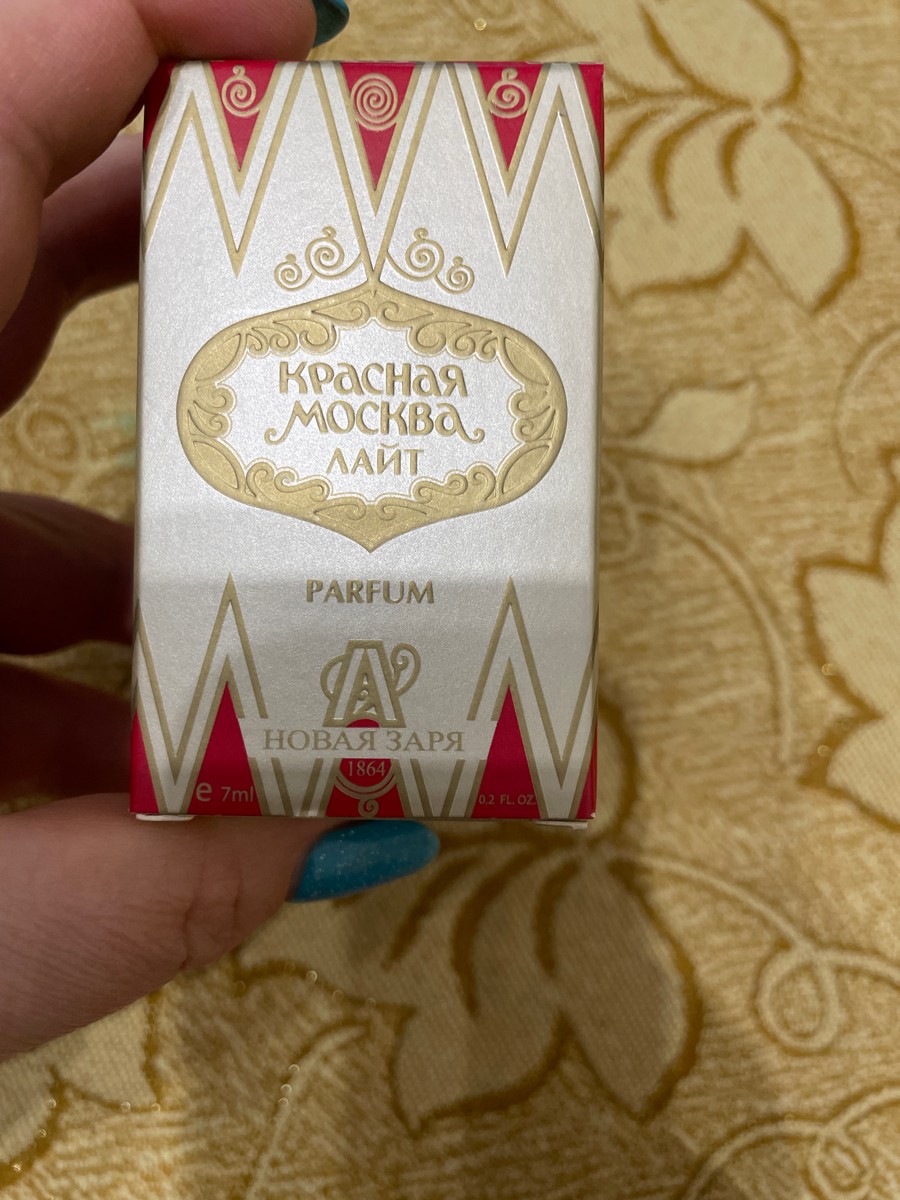 КРАСНАЯ
МОСКВА
ЛАЙТ
PARFUM
НОВАЯ ЗАРЯ
1864
e 7ml
0.2 FL. OZ.